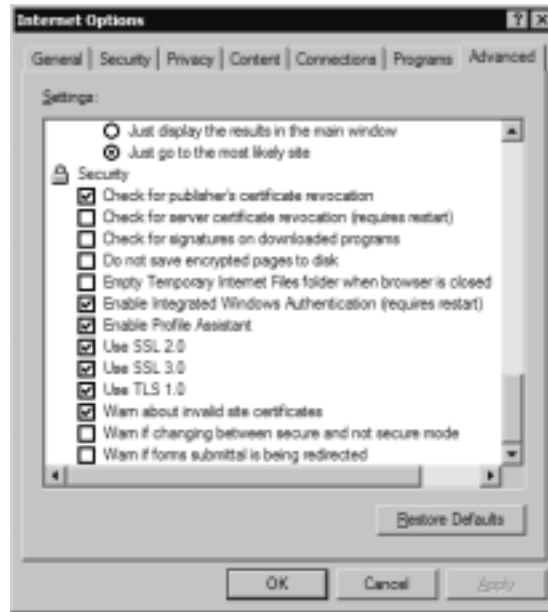 Internet Options
General Security Privacy Content Connections Programs Advanced
Settings:
Just display the results in the main window
Just go to the most likely site
Security
Check for publisher's certificate revocation
Check for server certificate revocation (requires restart)
Check for signatures on downloaded programs
Do not save encrypted pages to disk
Empty Temporary Internet Files folder when browser is closed
Enable Integrated Windows Authentication (requires restart)
Enable Profile Assistant
Use SSL 2.0
Use SSL 3.0
Use TLS 1.0
Warn about invalid site certificates
Warn if changing between secure and not secure mode
Warn if forms submittal is being redirected
Restore Defaults
OK Cancel Apply